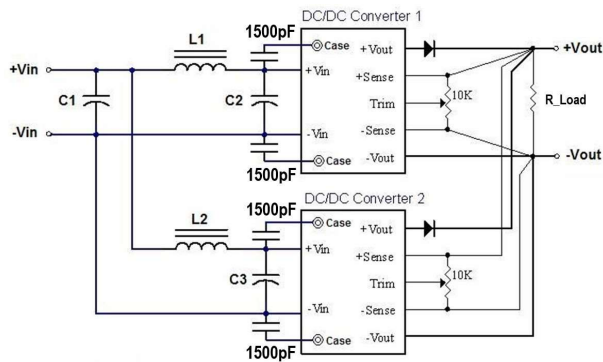 1500pF
DC/DC Converter 1
L1
Case
+Vout
+Vout
+Vin
+Vin
+Sense
C1
C2
Trim
10K
R_Load
-Vin
-Vin
-Sense
Case
-Vout
-Vout
1500pF
DC/DC Converter 2
1500pF
L2
Case
+Vout
+Vin
+Sense
C3
Trim
10K
-Vin
-Sense
Case
-Vout
1500pF